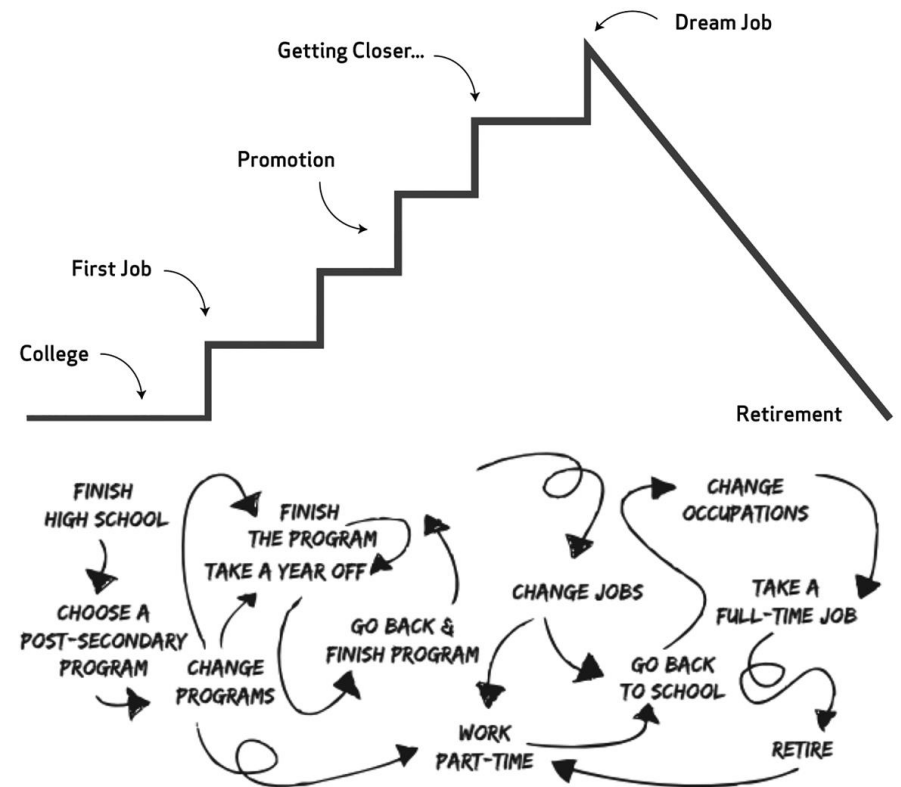 Dream Job
Getting Closer...
Promotion
First Job
College
Retirement
FINISH
HIGH SCHOOL
CHOOSE A
POST-SECONDARY
PROGRAM
CHANGE
PROGRAMS
FINISH
THE PROGRAM
TAKE A YEAR OFF
GO BACK &
FINISH PROGRAM
CHANGE JOBS
WORK
PART-TIME
GO BACK
TO SCHOOL
CHANGE
OCCUPATIONS
TAKE A
FULL-TIME JOB
RETIRE